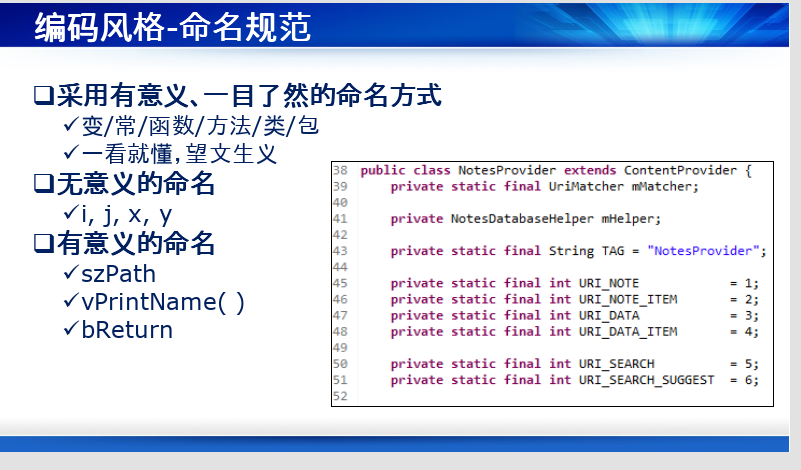 编码风格-命名规范
❑采用有意义、一目了然的命名方式
✓变/常/函数/方法/类/包
✓一看就懂,望文生义
❑无意义的命名
✓i, j, x, y
❑有意义的命名
✓szPath
✓vPrintName( )
✓bReturn
38 public class NotesProvider extends ContentProvider {
39     private static final UriMatcher mMatcher;
40
41     private NotesDatabaseHelper mHelper;
42
43     private static final String TAG = "NotesProvider";
44
45     private static final int URI_NOTE            = 1;
46     private static final int URI_NOTE_ITEM       = 2;
47     private static final int URI_DATA            = 3;
48     private static final int URI_DATA_ITEM       = 4;
49
50     private static final int URI_SEARCH          = 5;
51     private static final int URI_SEARCH_SUGGEST  = 6;
52